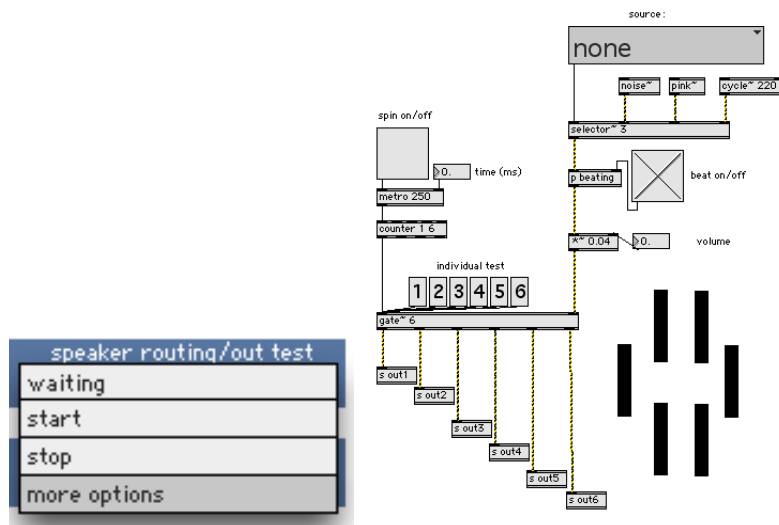 speaker routing/out test
waiting
start
stop
more options
source:
none
noise~
pink~
cycle~ 220
selector~ 3
spin on/off
0.
time (ms)
metro 250
p beating
beat on/off
counter 1 6
*~ 0.04
0.
volume
individual test
1 2 3 4 5 6
gate~ 6
s out1
s out2
s out3
s out4
s out5
s out6